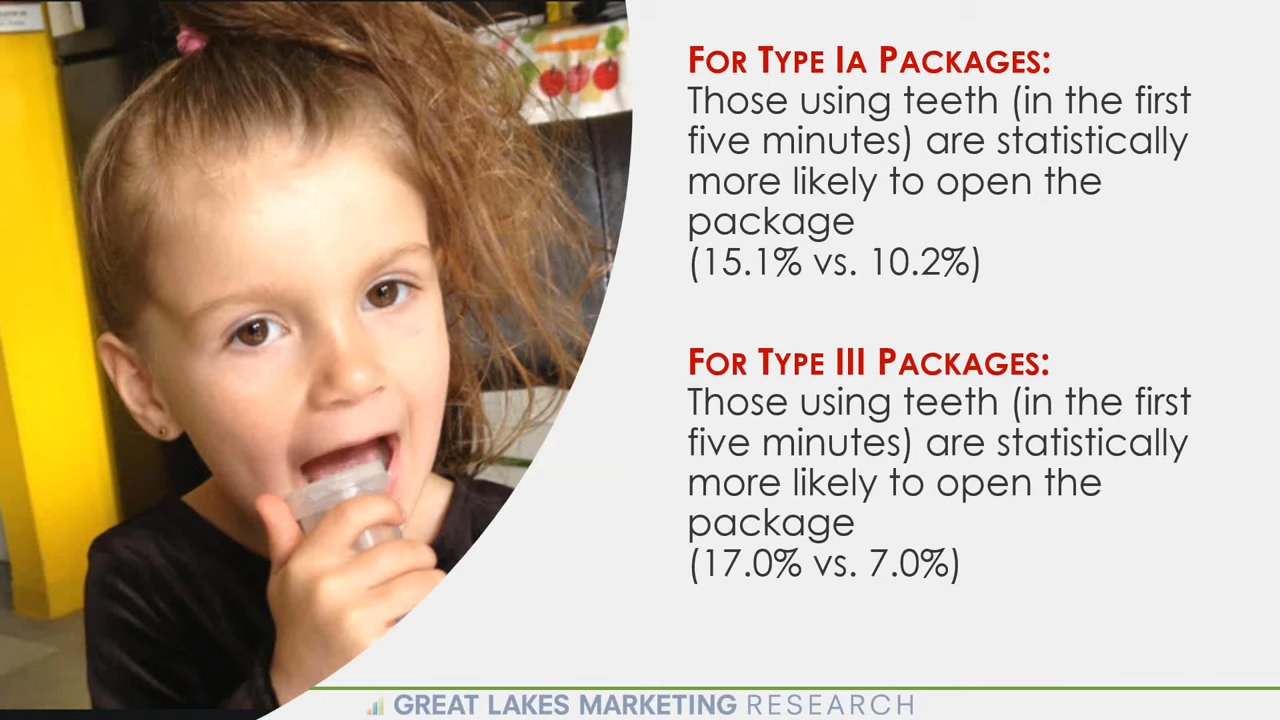 FOR TYPE IA PACKAGES:
Those using teeth (in the first
five minutes) are statistically
more likely to open the
package
(15.1% vs. 10.2%)
FOR TYPE III PACKAGES:
Those using teeth (in the first
five minutes) are statistically
more likely to open the
package
(17.0% vs. 7.0%)
GREAT LAKES MARKETING RESEARCH